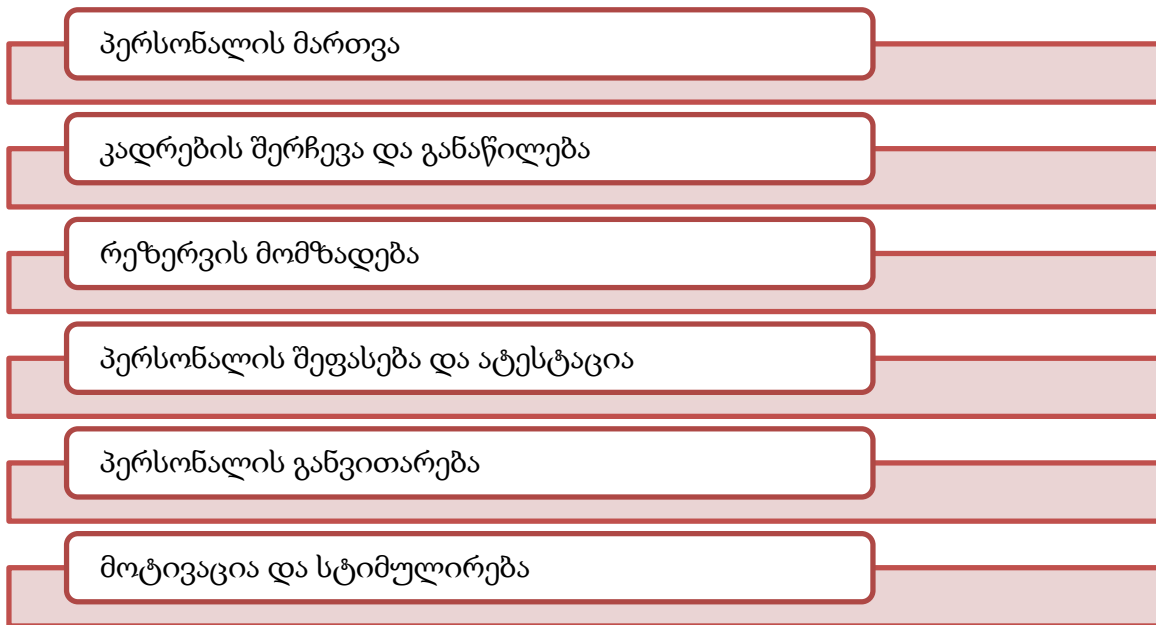 პერსონალის მართვა
კადრების შერჩევა და განაწილება
რეზერვის მომზადება
პერსონალის შეფასება და ატესტაცია
პერსონალის განვითარება
მოტივაცია და სტიმულირება